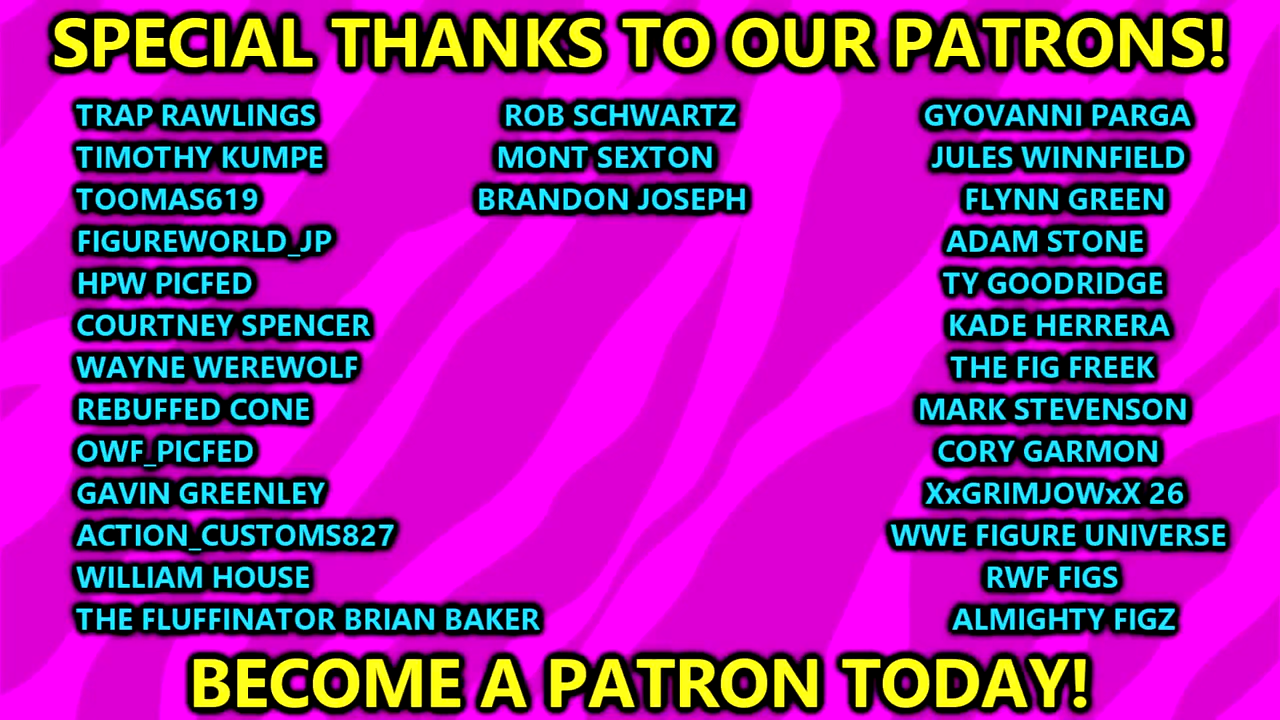 SPECIAL THANKS TO OUR PATRONS!
TRAP RAWLINGS
TIMOTHY KUMPE
TOOMAS619
FIGUREWORLD_JP
HPW PICFED
COURTNEY SPENCER
WAYNE WEREWOLF
REBUFFED CONE
OWF_PICFED
GAVIN GREENLEY
ACTION_CUSTOMS827
WILLIAM HOUSE
THE FLUFFINATOR BRIAN BAKER
ROB SCHWARTZ
MONT SEXTON
BRANDON JOSEPH
GYOVANNI PARGA
JULES WINNFIELD
FLYNN GREEN
ADAM STONE
TY GOODRIDGE
KADE HERRERA
THE FIG FREEK
MARK STEVENSON
CORY GARMON
XxGRIMJOWxX 26
WWE FIGURE UNIVERSE
RWF FIGS
ALMIGHTY FIGZ
BECOME A PATRON TODAY!